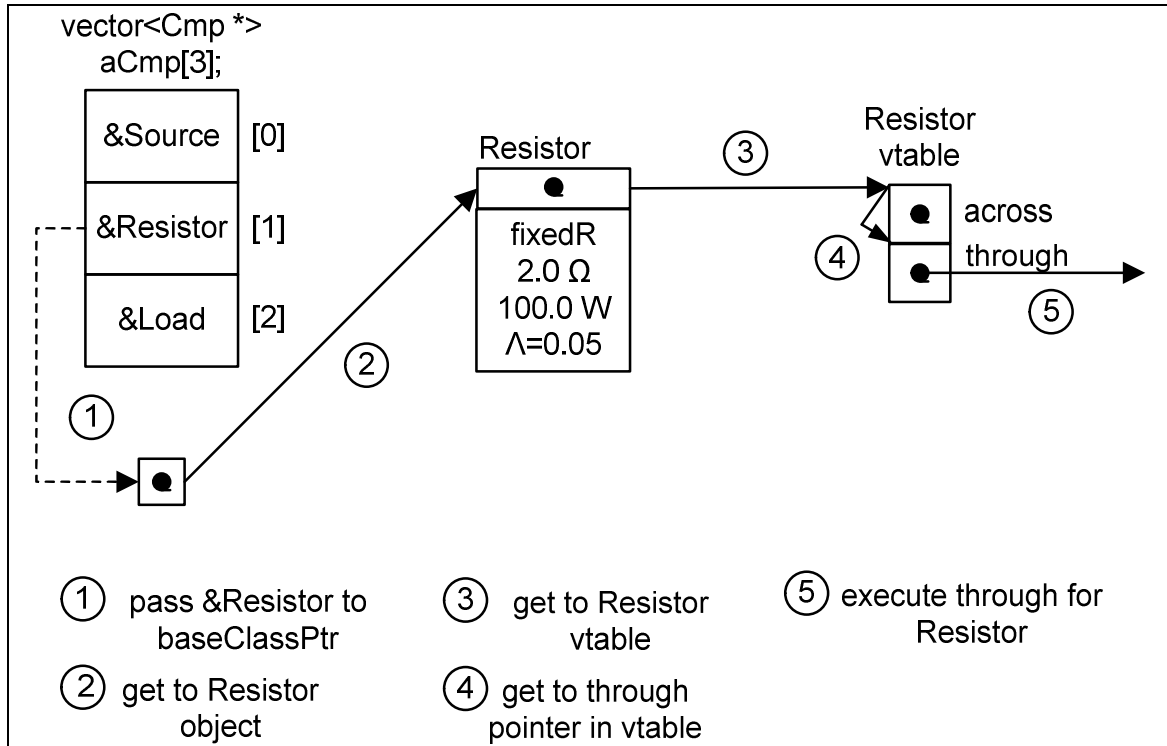 vector<Cmp *>
aCmp[3];
&Source [0]
&Resistor [1]
&Load [2]
1
2
Resistor
fixedR
2.0 Ω
100.0 W
Λ=0.05
3
Resistor
vtable
across
through
4
5
1 pass &Resistor to
baseClassPtr
2 get to Resistor
object
3 get to Resistor
vtable
4 get to through
pointer in vtable
5 execute through for
Resistor